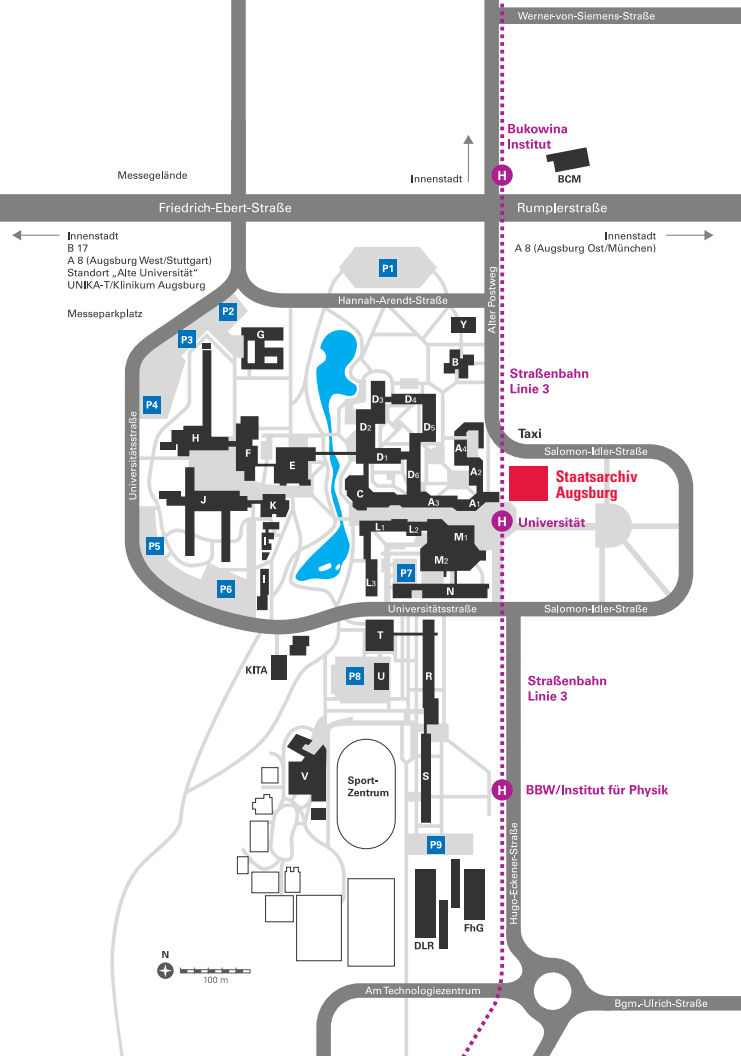 Werner-von-Siemens-Straße
Bukowina
Institut
Messegelände
Innenstadt
H
BCM
Friedrich-Ebert-Straße
Rumplerstraße
Innenstadt
B 17
A 8 (Augsburg West/Stuttgart)
Standort „Alte Universität“
UNIKA-T/Klinikum Augsburg
Messeparkplatz
Innenstadt
A 8 (Augsburg Ost/München)
P1
Alter Postweg
Hannah-Arendt-Straße
P2
P3
G
Y
B
Straßenbahn
Linie 3
P4
D3
D4
D2
D5
Universitätsstraße
H
F
E
D1
D6
A4
A2
Taxi
Salomon-Idler-Straße
Staatsarchiv
Augsburg
J
K
C
A3
A1
H
Universität
L1
L2
M1
M2
P5
I
P6
I
L3
P7
N
Universitätsstraße
Salomon-Idler-Straße
T
KITA
P8
U
R
Straßenbahn
Linie 3
V
Sport-
Zentrum
S
H
BBW/Institut für Physik
P9
Hugo-Eckener-Straße
DLR
FhG
N
100 m
Am Technologiezentrum
Bgm.-Ulrich-Straße